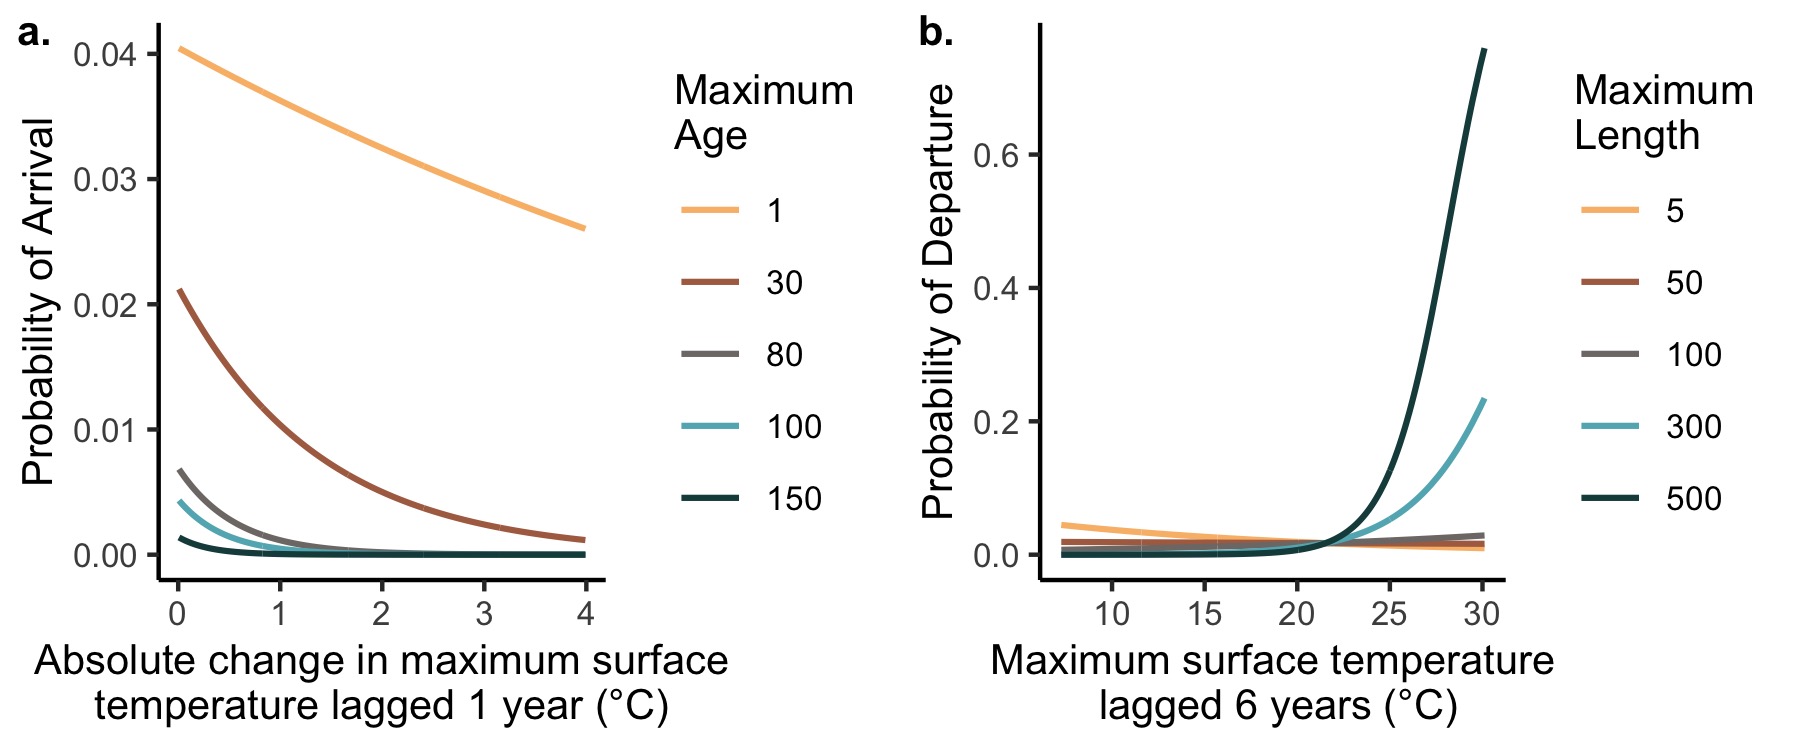 a.
Probability of Arrival
0.04
0.03
0.02
0.01
0.00
0 1 2 3 4
Absolute change in maximum surface
temperature lagged 1 year (°C)
Maximum
Age
1
30
80
100
150
b.
Probability of Departure
0.6
0.4
0.2
0.0
10 15 20 25 30
Maximum surface temperature
lagged 6 years (°C)
Maximum
Length
5
50
100
300
500